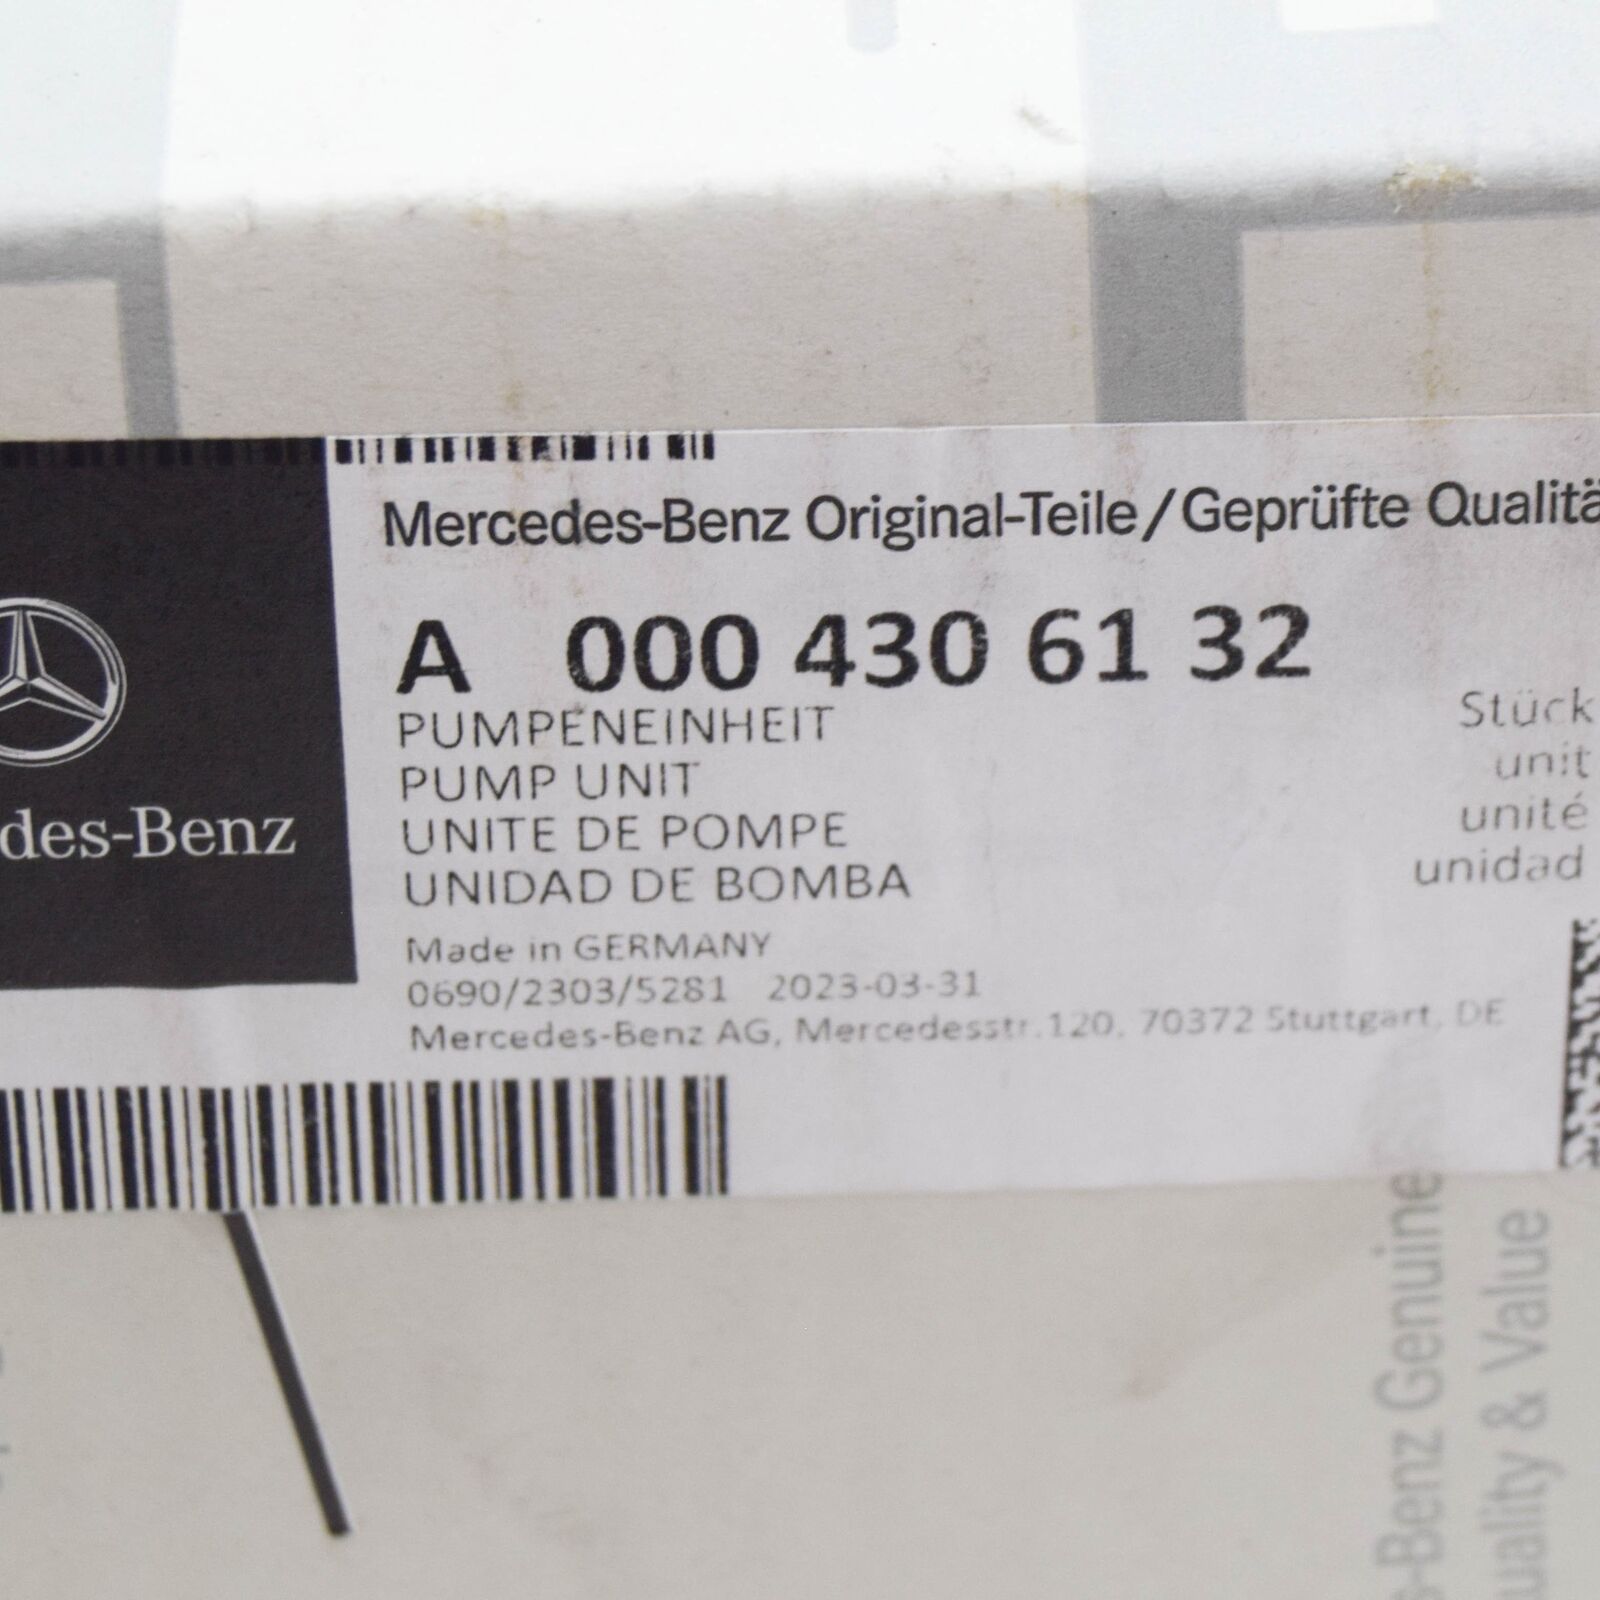 Mercedes-Benz Original-Teile/Geprüfte Qualitä
A 000 430 61 32
PUMPENEINHEIT
PUMP UNIT
UNITE DE POMPE
UNIDAD DE BOMBA
Stück
unit
unité
unidad
Made in GERMANY
0690/2303/5281 2023-03-31
Mercedes-Benz AG, Mercedesstr.120, 70372 Stuttgart, DE
des-Benz
s-Benz Genuine
uality & Value